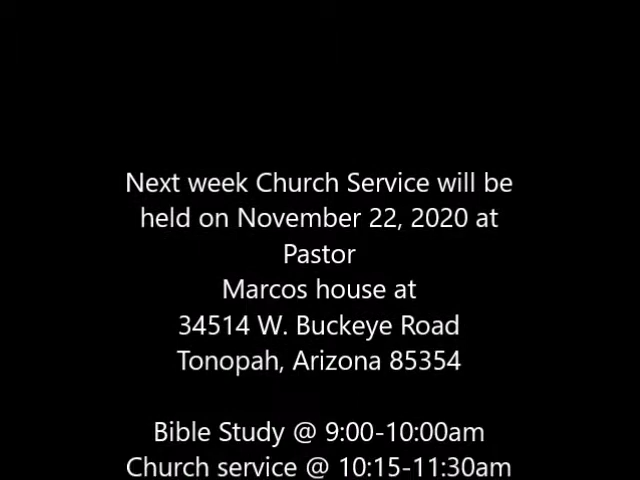 Next week Church Service will be
held on November 22, 2020 at
Pastor
Marcos house at
34514 W. Buckeye Road
Tonopah, Arizona 85354
Bible Study @ 9:00-10:00am
Church service @ 10:15-11:30am